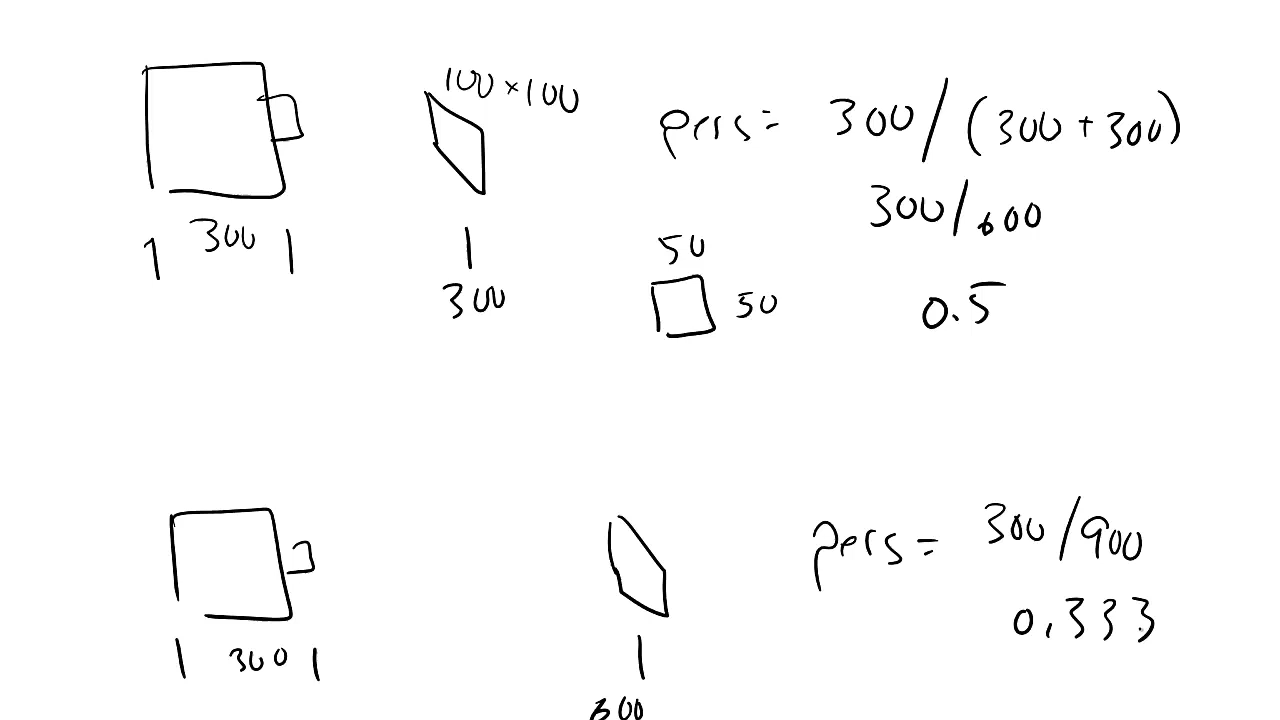 100 × 100
pers = 300 / (300 + 300)
300 / 600
300
300
50
50
0.5
pers = 300 / 900
0.333
300
600